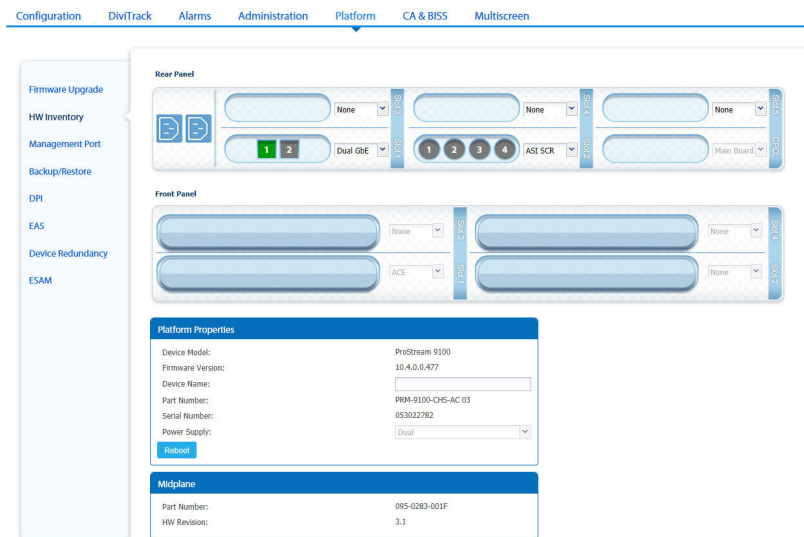 Configuration DiviTrack Alarms Administration Platform CA & BISS Multiscreen
Firmware Upgrade
HW Inventory
Management Port
Backup/Restore
DPI
EAS
Device Redundancy
ESAM
Rear Panel
None Slot 3 None Slot 4 None Slot 5
1 2 Dual GbE Slot 1 1 2 3 4 ASI SCR Slot 2 Main Board
Front Panel
None Slot 3 None Slot 4
ACE Slot 1 None Slot 2
Platform Properties
Device Model: ProStream 9100
Firmware Version: 10.4.0.0.477
Device Name:
Part Number: PRM-9100-CHS-AC 03
Serial Number: 053022782
Power Supply: Dual
Reboot
Midplane
Part Number: 095-0283-001F
HW Revision: 3.1